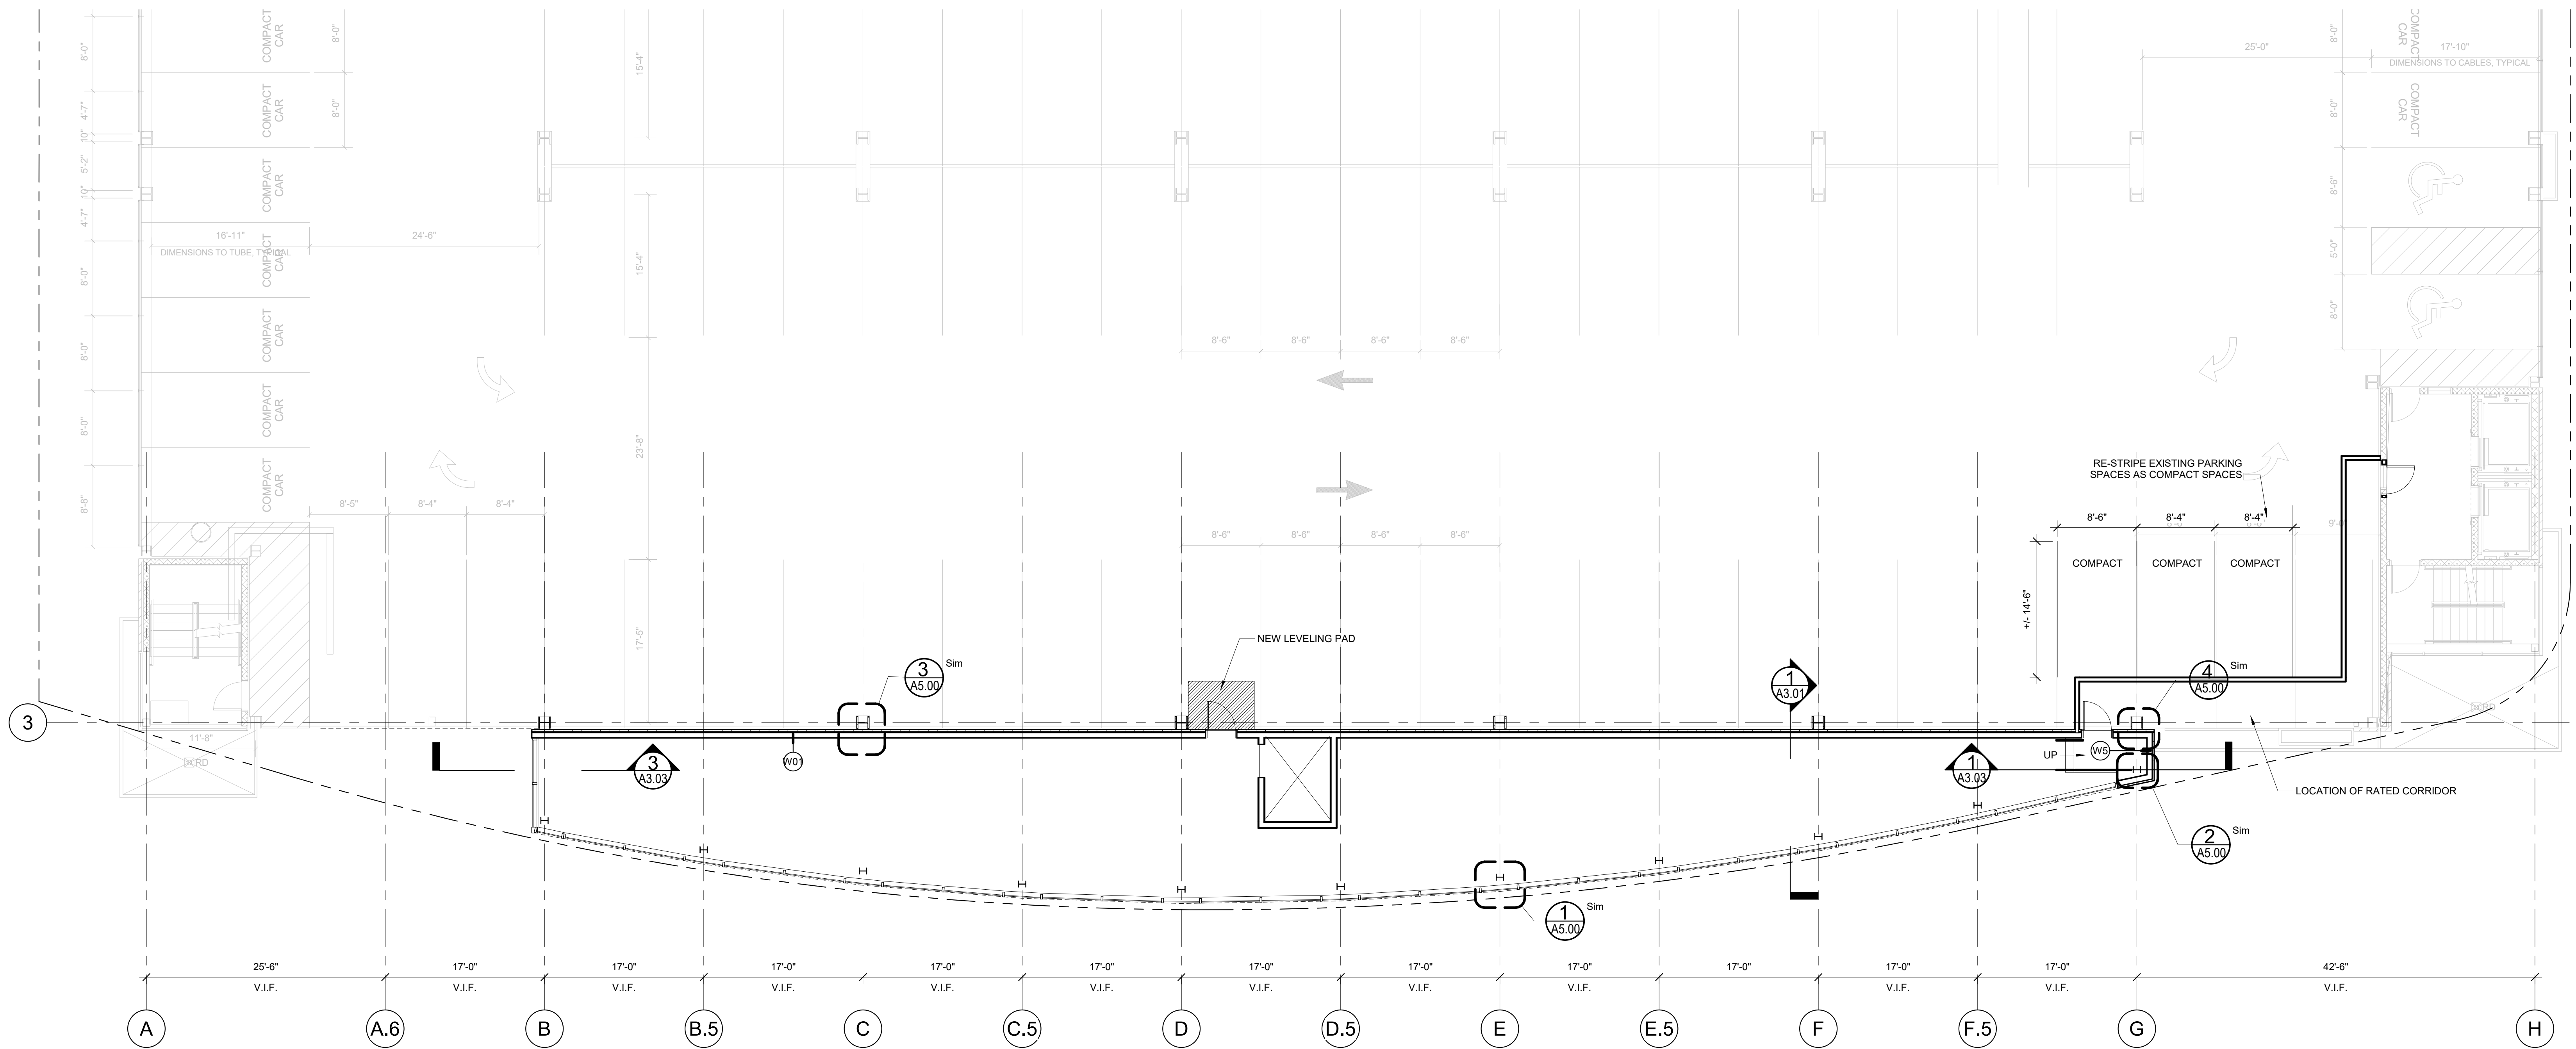 COMPACT
CAR
COMPACT
CAR
COMPACT
CAR
COMPACT
CAR
COMPACT
CAR
COMPACT
CAR
COMPACT
CAR
8'-0"
4'-7"
10"
5'-2"
10"
4'-7"
8'-0"
8'-0"
8'-0"
8'-8"
8'-0"
8'-0"
16'-11"
24'-6"
DIMENSIONS TO TUBE, TYPICAL
15'-4"
15'-4"
23'-8"
17'-5"
8'-6"
8'-6"
8'-6"
8'-6"
8'-6"
8'-6"
8'-6"
8'-6"
8'-5"
8'-4"
8'-4"
25'-0"
17'-10"
DIMENSIONS TO CABLES, TYPICAL
COMPACT
CAR
COMPACT
CAR
8'-0"
8'-0"
8'-6"
5'-0"
8'-0"
RE-STRIPE EXISTING PARKING
SPACES AS COMPACT SPACES
8'-6"
8'-4"
8'-4"
COMPACT
COMPACT
COMPACT
+/- 14'-6"
NEW LEVELING PAD
3
A5.00
Sim
1
A3.01
4
A5.00
Sim
3
11'-8"
RD
RD
3
A3.03
W01
1
A3.03
UP
W5
LOCATION OF RATED CORRIDOR
2
A5.00
Sim
1
A5.00
Sim
25'-6"
17'-0"
17'-0"
17'-0"
17'-0"
17'-0"
17'-0"
17'-0"
17'-0"
17'-0"
17'-0"
17'-0"
42'-6"
V.I.F.
V.I.F.
V.I.F.
V.I.F.
V.I.F.
V.I.F.
V.I.F.
V.I.F.
V.I.F.
V.I.F.
V.I.F.
V.I.F.
A
A.6
B
B.5
C
C.5
D
D.5
E
E.5
F
F.5
G
H